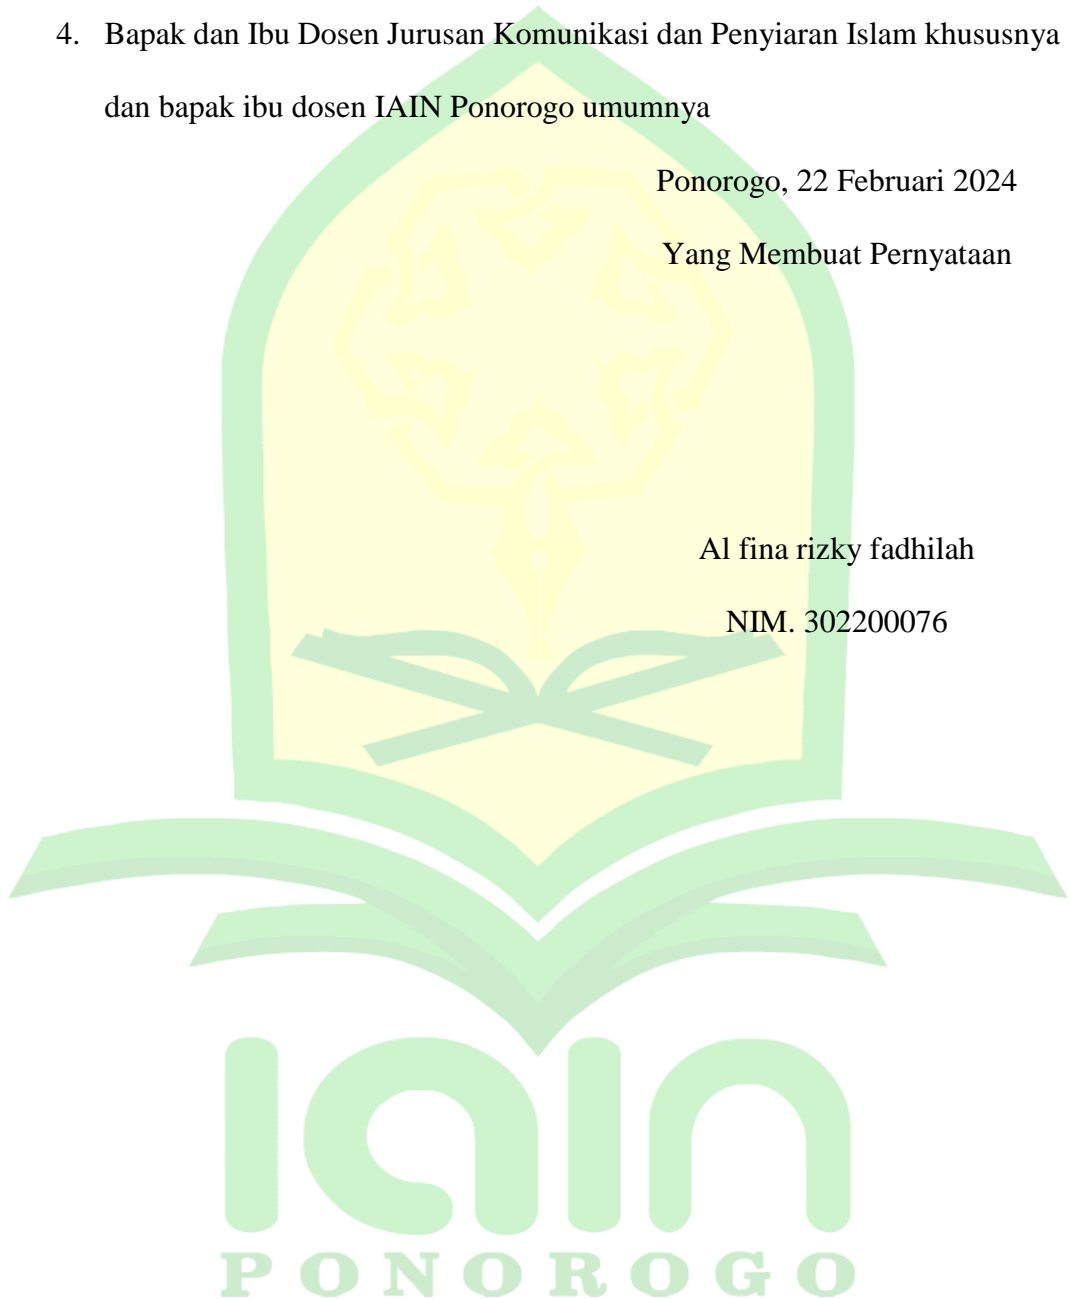 4. Bapak dan Ibu Dosen Jurusan Komunikasi dan Penyiaran Islam khususnya
dan bapak ibu dosen IAIN Ponorogo umumnya
Ponorogo, 22 Februari 2024
Yang Membuat Pernyataan
Al fina rizky fadhilah
NIM. 302200076
iain
PONOROGO